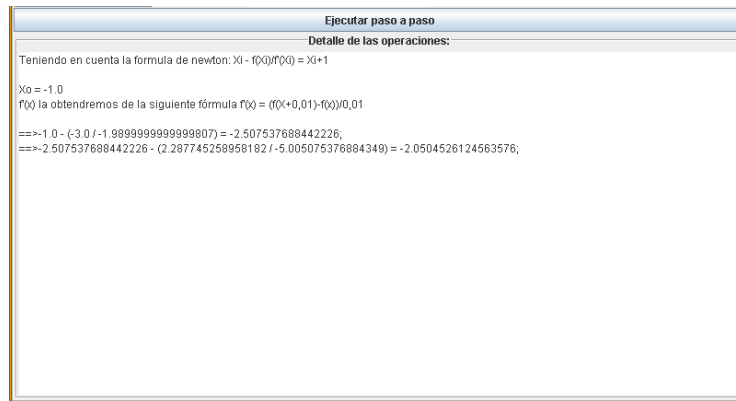 Ejecutar paso a paso
Detalle de las operaciones:
Teniendo en cuenta la formula de newton: Xi - f(Xi)/f'(Xi) = Xi+1
Xo = -1.0
f'(x) la obtendremos de la siguiente fórmula f'(x) = (f(X+0,01)-f(x))/0,01
==>-1.0 - (-3.0 / -1.9899999999999807) = -2.507537688442226;
==>-2.507537688442226 - (2.287745258958182 / -5.005075376884349) = -2.0504526124563576;